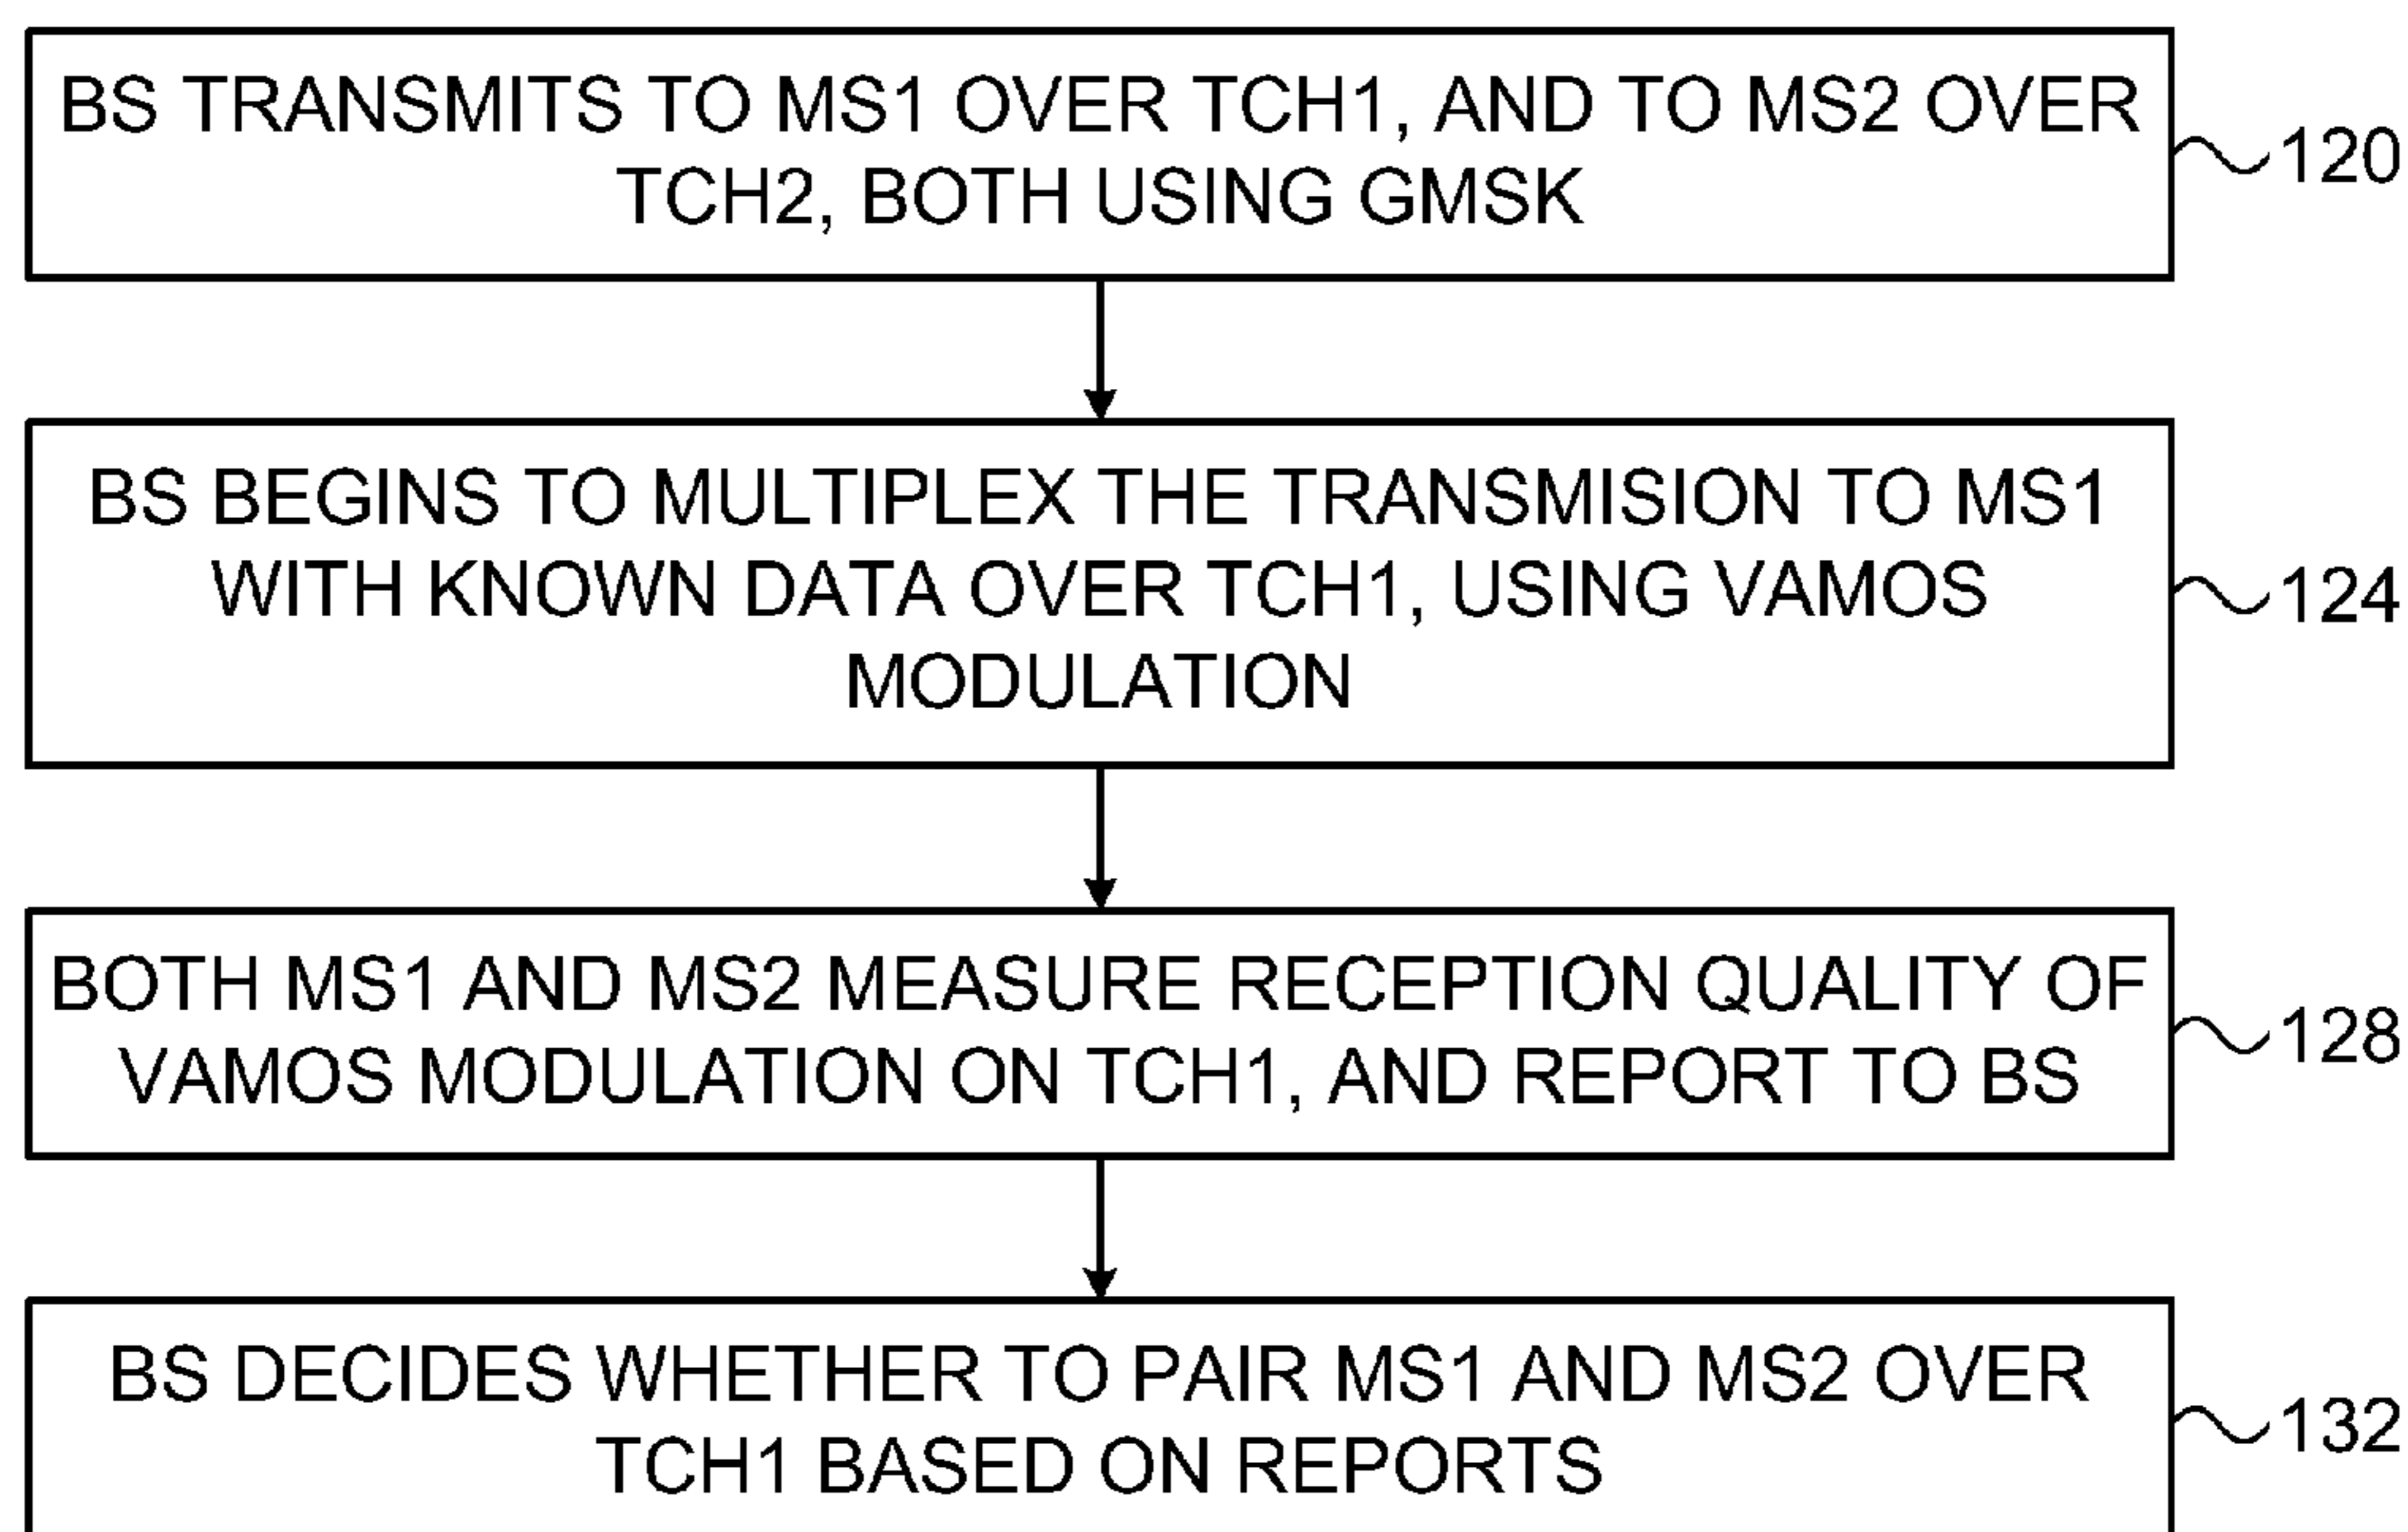 BS TRANSMITS TO MS1 OVER TCH1, AND TO MS2 OVER
TCH2, BOTH USING GMSK
120
BS BEGINS TO MULTIPLEX THE TRANSMISION TO MS1
WITH KNOWN DATA OVER TCH1, USING VAMOS
MODULATION
124
BOTH MS1 AND MS2 MEASURE RECEPTION QUALITY OF
VAMOS MODULATION ON TCH1, AND REPORT TO BS
128
BS DECIDES WHETHER TO PAIR MS1 AND MS2 OVER
TCH1 BASED ON REPORTS
132